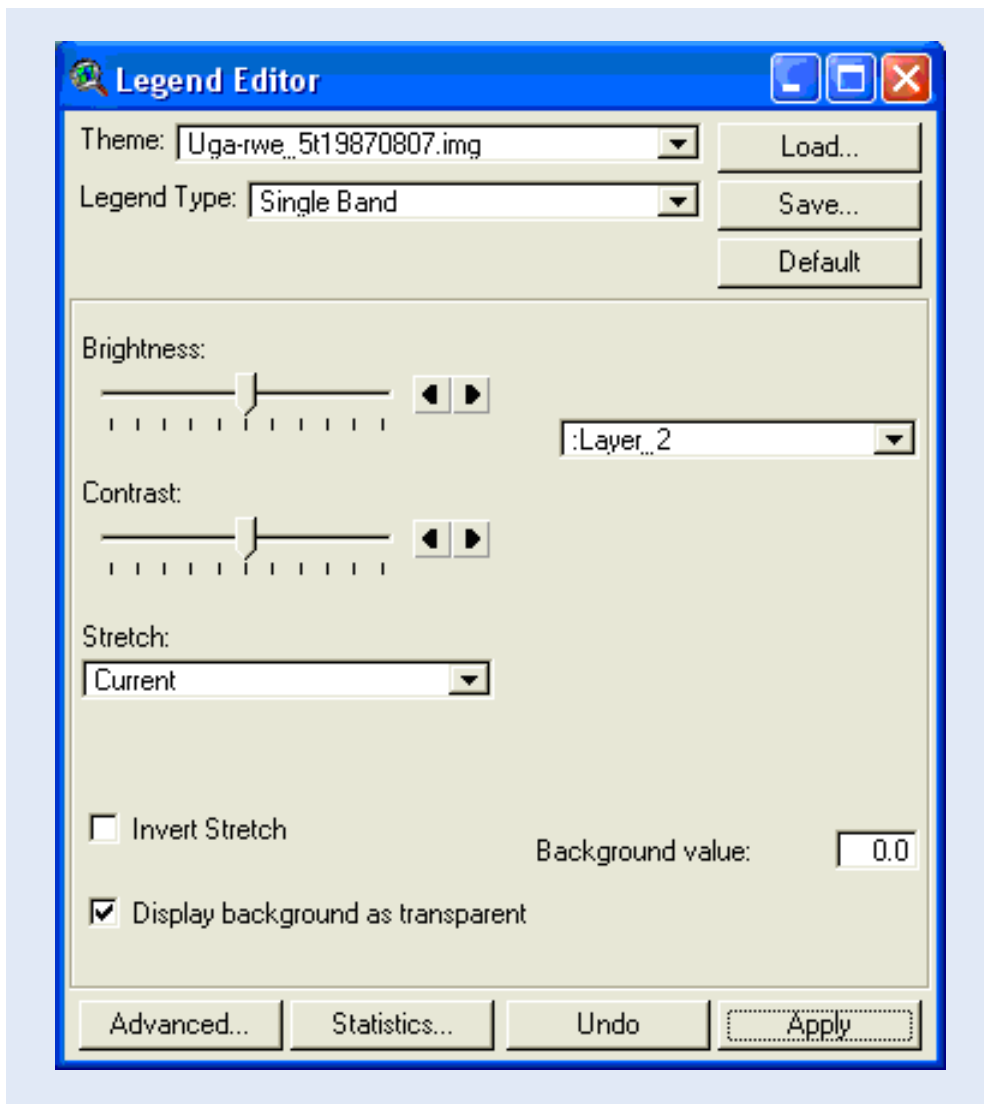 Legend Editor
Theme: Uga-rwe_5t19870807.img
Load...
Legend Type: Single Band
Save...
Default
Brightness:
:Layer_2
Contrast:
Stretch:
Current
Invert Stretch
Background value: 0.0
Display background as transparent
Advanced... Statistics... Undo Apply